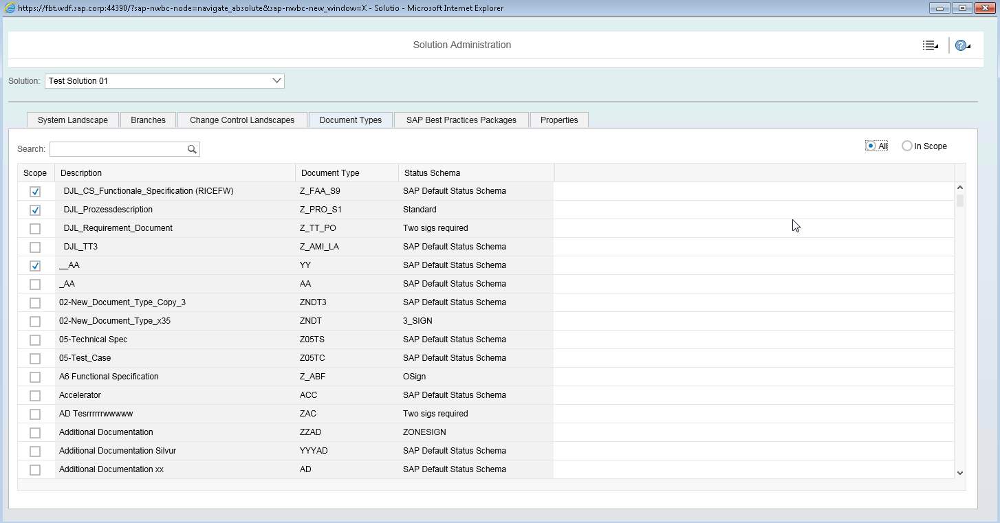 https://fbt.wdf.sap.corp:44390/?sap-nwbc-node=navigate_absolute&sap-nwbc-new_window=X - Solutio - Microsoft Internet Explorer
Solution Administration
Solution: Test Solution 01
System Landscape Branches Change Control Landscapes Document Types SAP Best Practices Packages Properties
Search: All In Scope
Scope Description Document Type Status Schema
DJL_CS_Functionale_Specification (RICEFW) Z_FAA_S9 SAP Default Status Schema
DJL_Prozessdescription Z_PRO_S1 Standard
DJL_Requirement_Document Z_TT_PO Two sigs required
DJL_TT3 Z_AMI_LA SAP Default Status Schema
__AA YY SAP Default Status Schema
_AA AA SAP Default Status Schema
02-New_Document_Type_Copy_3 ZNDT3 SAP Default Status Schema
02-New_Document_Type_x35 ZNDT 3_SIGN
05-Technical Spec Z05TS SAP Default Status Schema
05-Test_Case Z05TC SAP Default Status Schema
A6 Functional Specification Z_ABF OSign
Accelerator ACC SAP Default Status Schema
AD Tesrrrrrrwwwww ZAC Two sigs required
Additional Documentation ZZAD ZONESIGN
Additional Documentation Silvur YYYAD SAP Default Status Schema
Additional Documentation xx AD SAP Default Status Schema